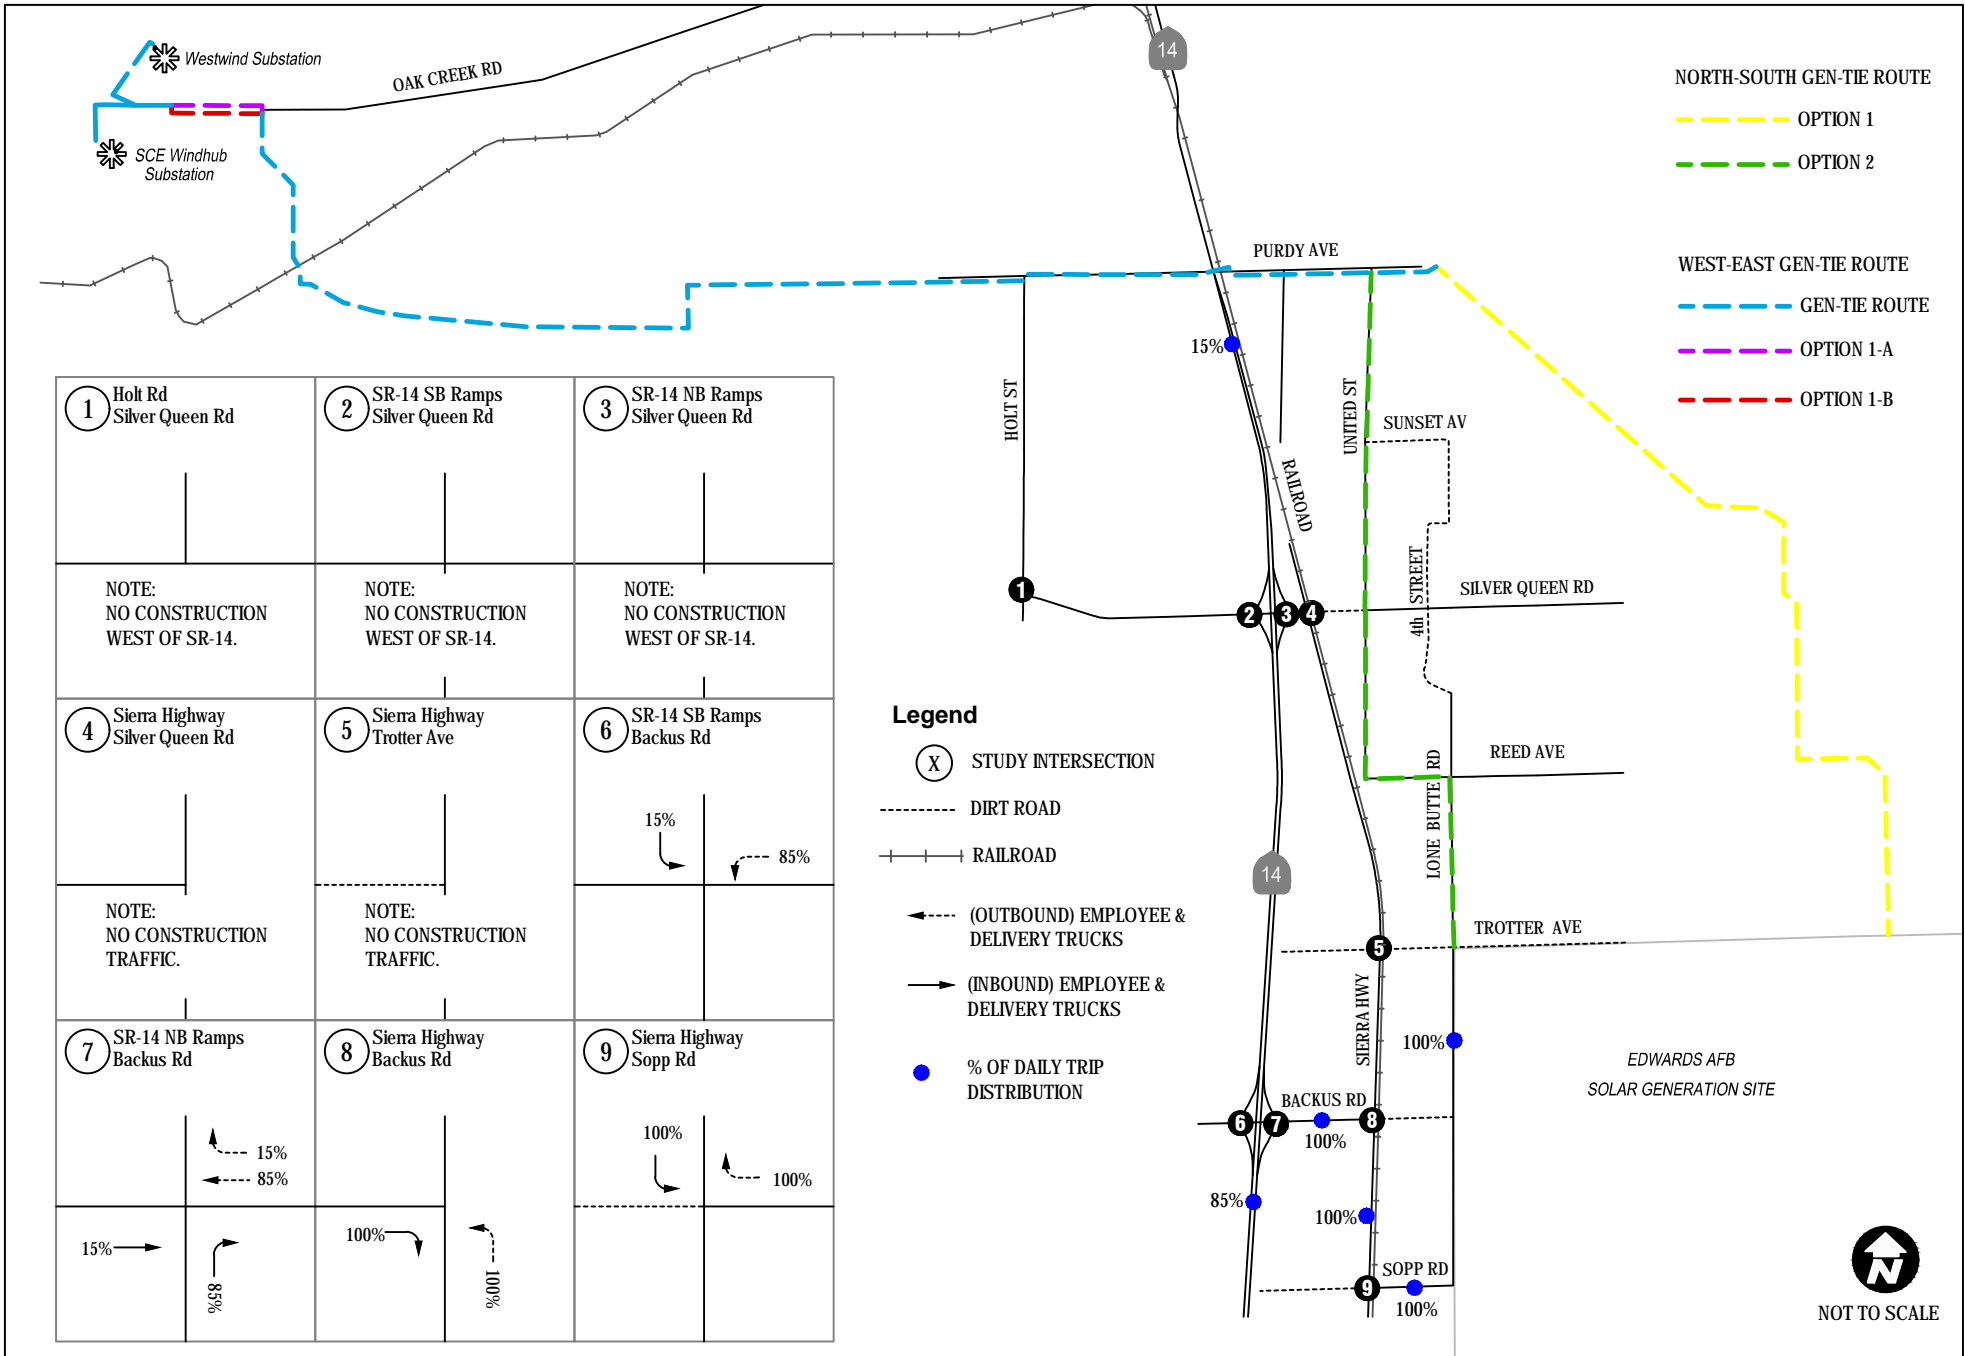 Westwind Substation
SCE Windhub
Substation
OAK CREEK RD
14
NORTH-SOUTH GEN-TIE ROUTE
OPTION 1
OPTION 2
WEST-EAST GEN-TIE ROUTE
GEN-TIE ROUTE
OPTION 1-A
OPTION 1-B
PURDY AVE
15%
HOLT ST
RAILROAD
UNITED ST
SUNSET AV
4th STREET
SILVER QUEEN RD
1
2
3
4
REED AVE
LONE BUTTE RD
14
TROTTER AVE
5
SIERRA HWY
100%
EDWARDS AFB
SOLAR GENERATION SITE
BACKUS RD
6
7
8
100%
85%
100%
SOPP RD
9
100%
N
NOT TO SCALE
1
Holt Rd
Silver Queen Rd
NOTE:
NO CONSTRUCTION
WEST OF SR-14.
2
SR-14 SB Ramps
Silver Queen Rd
NOTE:
NO CONSTRUCTION
WEST OF SR-14.
3
SR-14 NB Ramps
Silver Queen Rd
NOTE:
NO CONSTRUCTION
WEST OF SR-14.
4
Sierra Highway
Silver Queen Rd
NOTE:
NO CONSTRUCTION
TRAFFIC.
5
Sierra Highway
Trotter Ave
NOTE:
NO CONSTRUCTION
TRAFFIC.
6
SR-14 SB Ramps
Backus Rd
15%
85%
7
SR-14 NB Ramps
Backus Rd
15%
85%
15%
85%
8
Sierra Highway
Backus Rd
100%
100%
9
Sierra Highway
Sopp Rd
100%
100%
Legend
X STUDY INTERSECTION
DIRT ROAD
RAILROAD
(OUTBOUND) EMPLOYEE &
DELIVERY TRUCKS
(INBOUND) EMPLOYEE &
DELIVERY TRUCKS
% OF DAILY TRIP
DISTRIBUTION